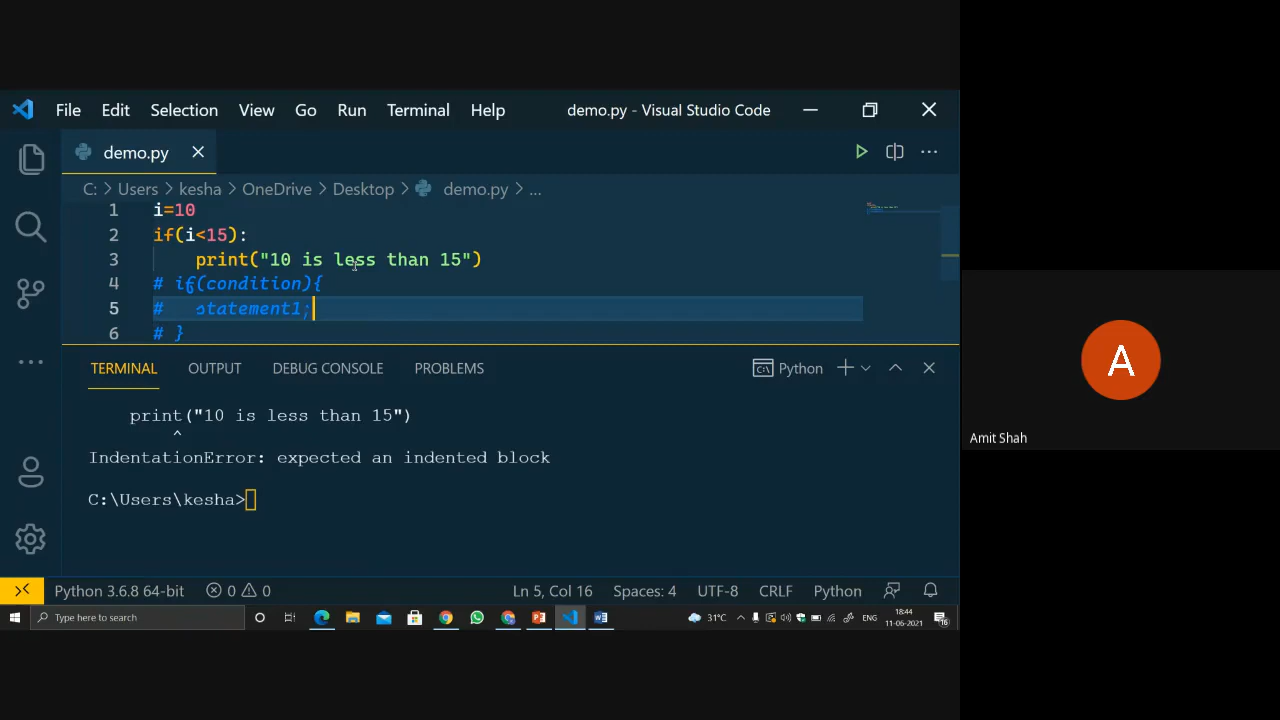 File Edit Selection View Go Run Terminal Help demo.py - Visual Studio Code
demo.py
C: > Users > kesha > OneDrive > Desktop > demo.py > ...
1 i=10
2 if(i<15):
3 print("10 is less than 15")
4 # if(condition){
5 # statement1;
6 # }
TERMINAL OUTPUT DEBUG CONSOLE PROBLEMS Python
print("10 is less than 15")
^
IndentationError: expected an indented block
C:\Users\kesha>
Python 3.6.8 64-bit 0 0 Ln 5, Col 16 Spaces: 4 UTF-8 CRLF Python
Type here to search 31°C ENG 18:44
11-06-2021 16
A
Amit Shah